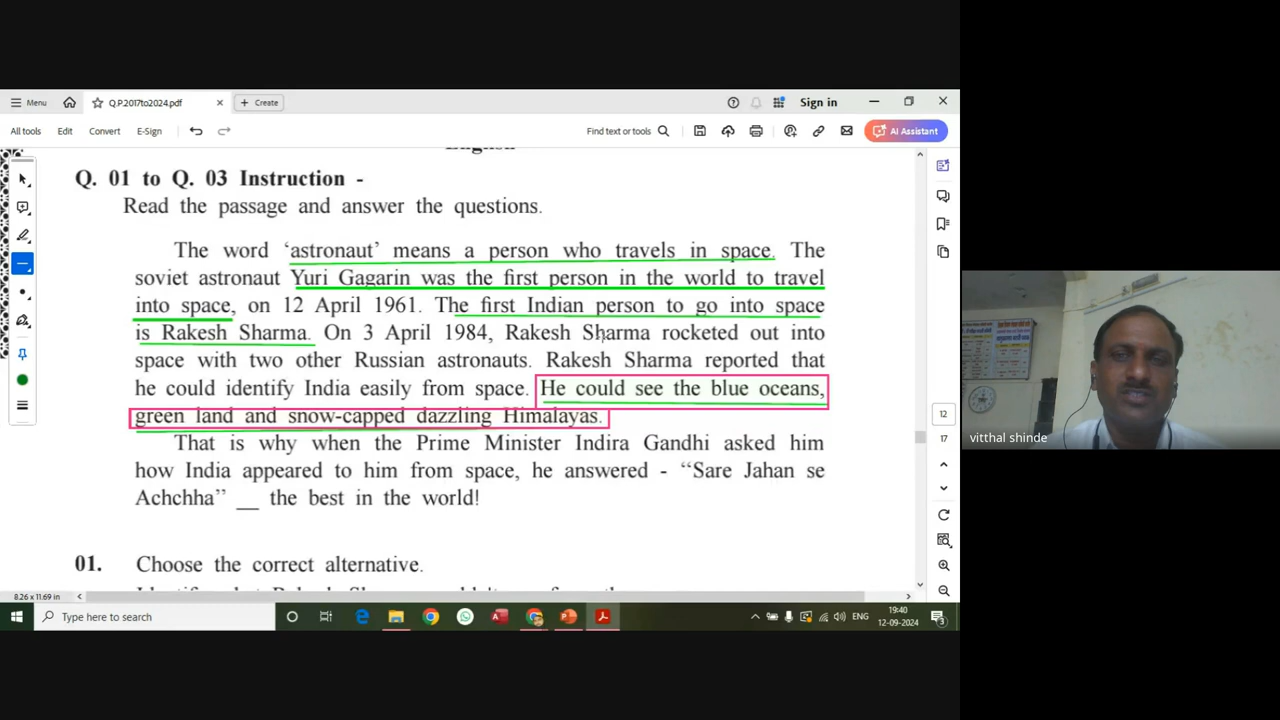 Menu
Q.P.2017to2024.pdf
Create
Sign in
All tools
Edit
Convert
E-Sign
Find text or tools
AI Assistant
English
Q. 01 to Q. 03 Instruction -
Read the passage and answer the questions.
The word ‘astronaut’ means a person who travels in space. The
soviet astronaut Yuri Gagarin was the first person in the world to travel
into space, on 12 April 1961. The first Indian person to go into space
is Rakesh Sharma. On 3 April 1984, Rakesh Sharma rocketed out into
space with two other Russian astronauts. Rakesh Sharma reported that
he could identify India easily from space. He could see the blue oceans,
green land and snow-capped dazzling Himalayas.
That is why when the Prime Minister Indira Gandhi asked him
how India appeared to him from space, he answered - “Sare Jahan se
Achchha” __ the best in the world!
01. Choose the correct alternative.
12
17
8.26 x 11.69 in
Type here to search
ENG
19:40
12-09-2024
3
vitthal shinde